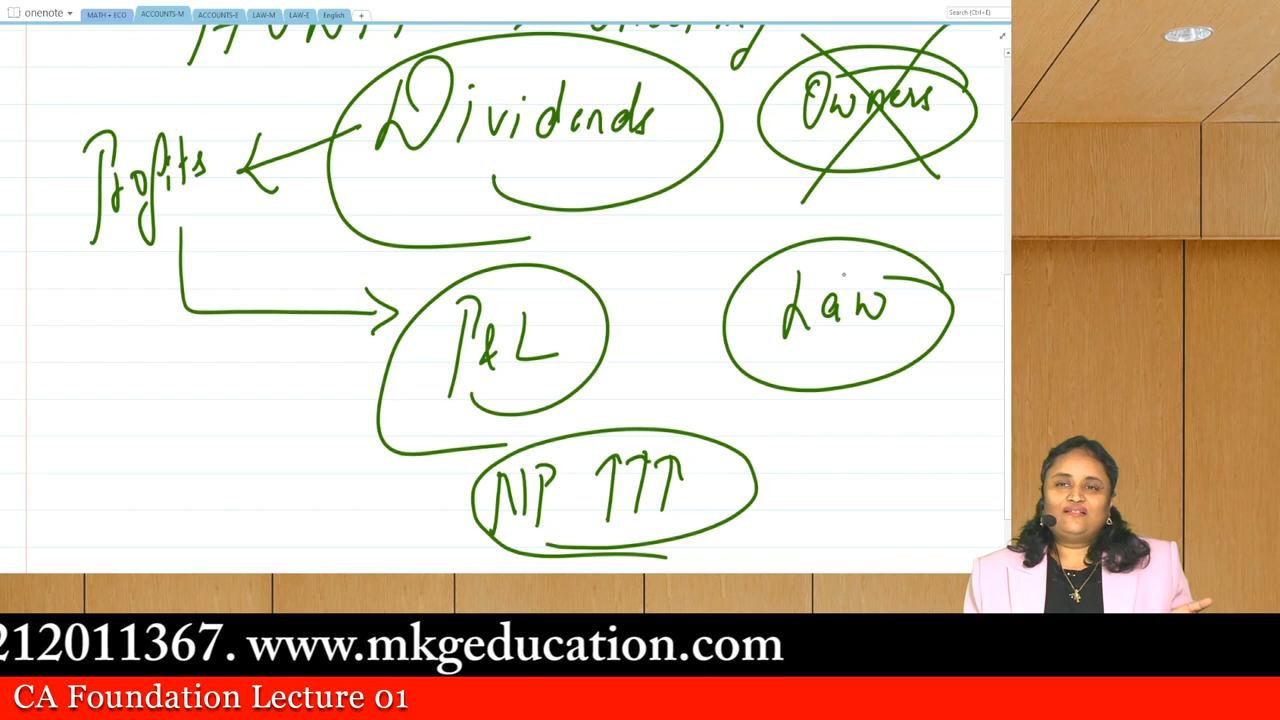 onenote
MATH + ECO
ACCOUNTS-M
ACCOUNTS-E
LAW-M
LAW-E
English
+
Search (Ctrl+E)
Dividends
Owners
Profits
Law
P&L
NP ↑↑↑
212011367. www.mkgeducation.com
CA Foundation Lecture 01